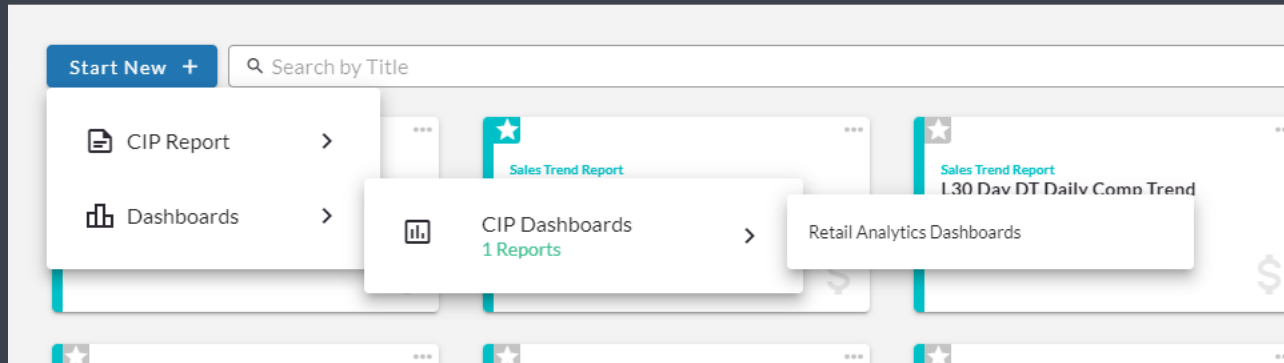 Start New +
Search by Title
CIP Report
Dashboards
CIP Dashboards
1 Reports
Retail Analytics Dashboards
Sales Trend Report
Sales Trend Report
L30 Day DT Daily Comp Trend
$
$